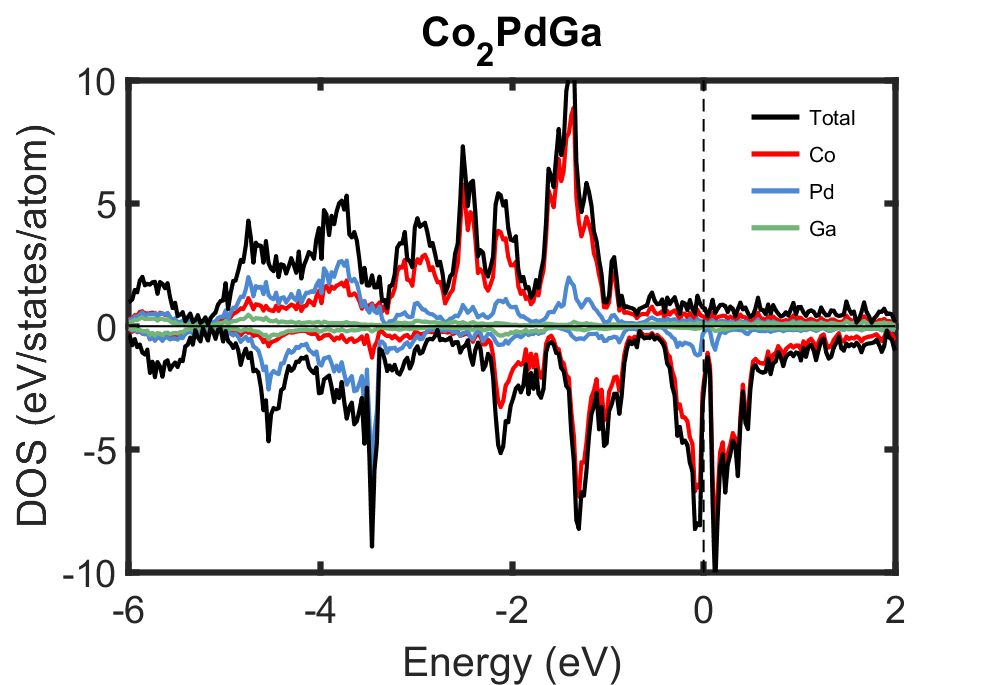 Co₂PdGa
DOS (eV/states/atom)
10
5
0
-5
-10
Total
Co
Pd
Ga
-6 -4 -2 0 2
Energy (eV)